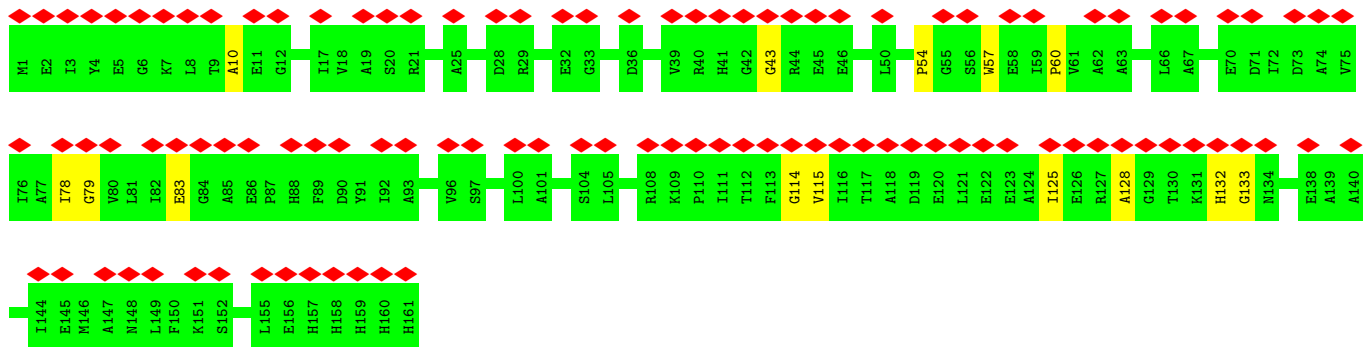 M1 E2 I3 Y4 E5 G6 K7 L8 T9 A10 E11 G12 I17 V18 A19 S20 R21 A25 D28 R29 E32 G33 D36 V39 R40 H41 G42 G43 R44 E45 E46 L50 P54 G55 S56 W57 E58 I59 P60 V61 A62 A63 L66 A67 E70 D71 I72 D73 A74 V75
I76 A77 I78 G79 V80 L81 I82 E83 G84 A85 E86 P87 H88 F89 D90 Y91 I92 A93 V96 S97 L100 A101 S104 L105 R108 K109 P110 I111 T112 F113 G114 V115 I116 T117 A118 D119 E120 L121 E122 E123 A124 I125 E126 R127 A128 G129 T130 K131 H132 G133 N134 E138 A139 A140
I144 E145 M146 A147 N148 L149 F150 K151 S152 L155 E156 H157 H158 H159 H160 H161